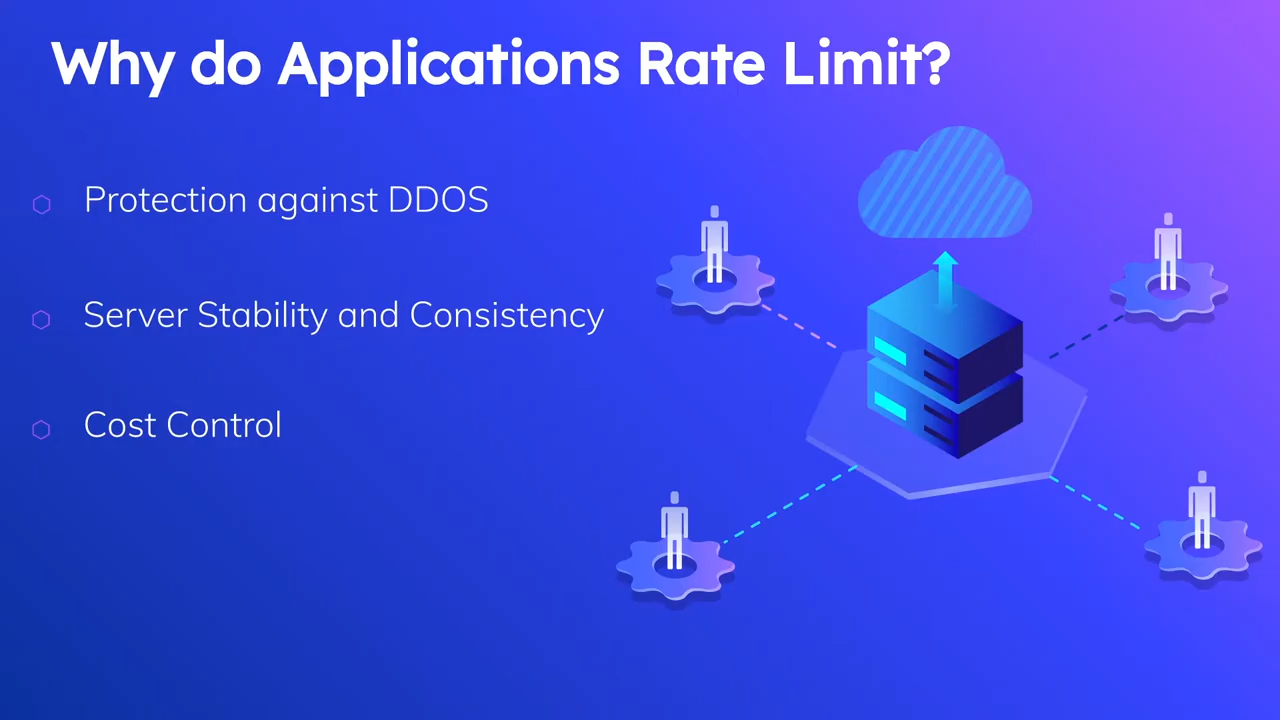 Why do Applications Rate Limit?
Protection against DDOS
Server Stability and Consistency
Cost Control